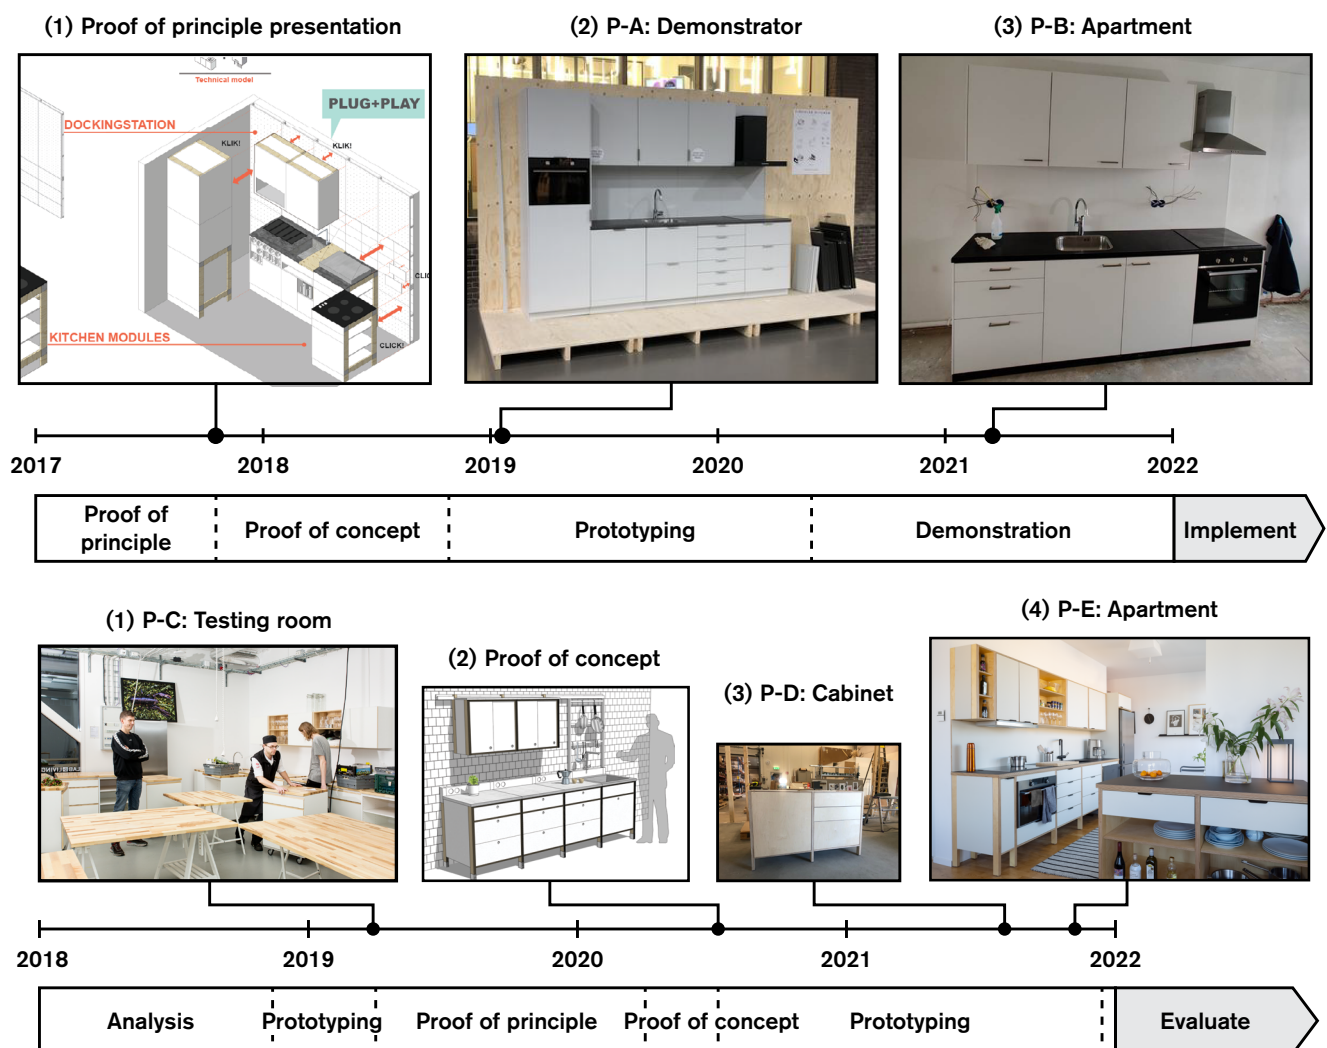 (1) Proof of principle presentation
(2) P-A: Demonstrator
(3) P-B: Apartment
Technical model
PLUG+PLAY
DOCKINGSTATION
KLIK!
KLIK!
CLICK!
KITCHEN MODULES
2017
2018
2019
2020
2021
2022
Proof of
principle
Proof of concept
Prototyping
Demonstration
Implement
(1) P-C: Testing room
(2) Proof of concept
(3) P-D: Cabinet
(4) P-E: Apartment
2018
2019
2020
2021
2022
Analysis
Prototyping
Proof of principle
Proof of concept
Prototyping
Evaluate